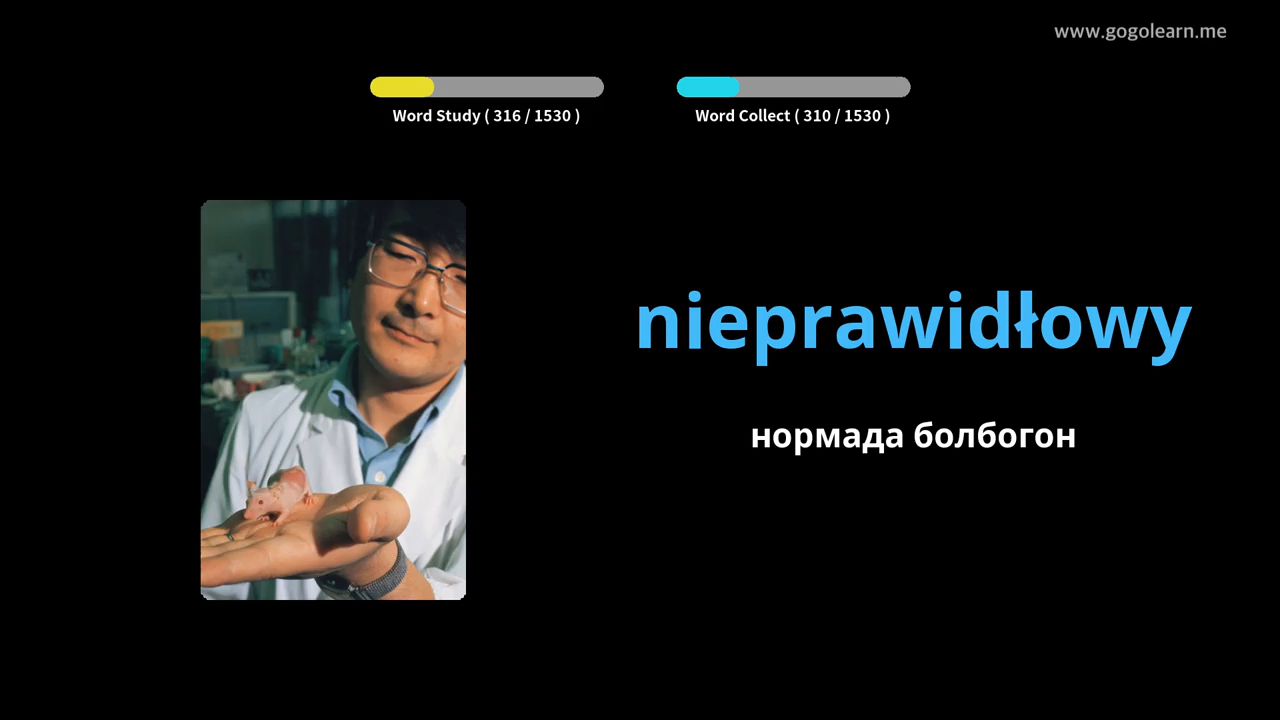 www.gogolearn.me
Word Study ( 316 / 1530 )
Word Collect ( 310 / 1530 )
nieprawidłowy
нормада болбогон